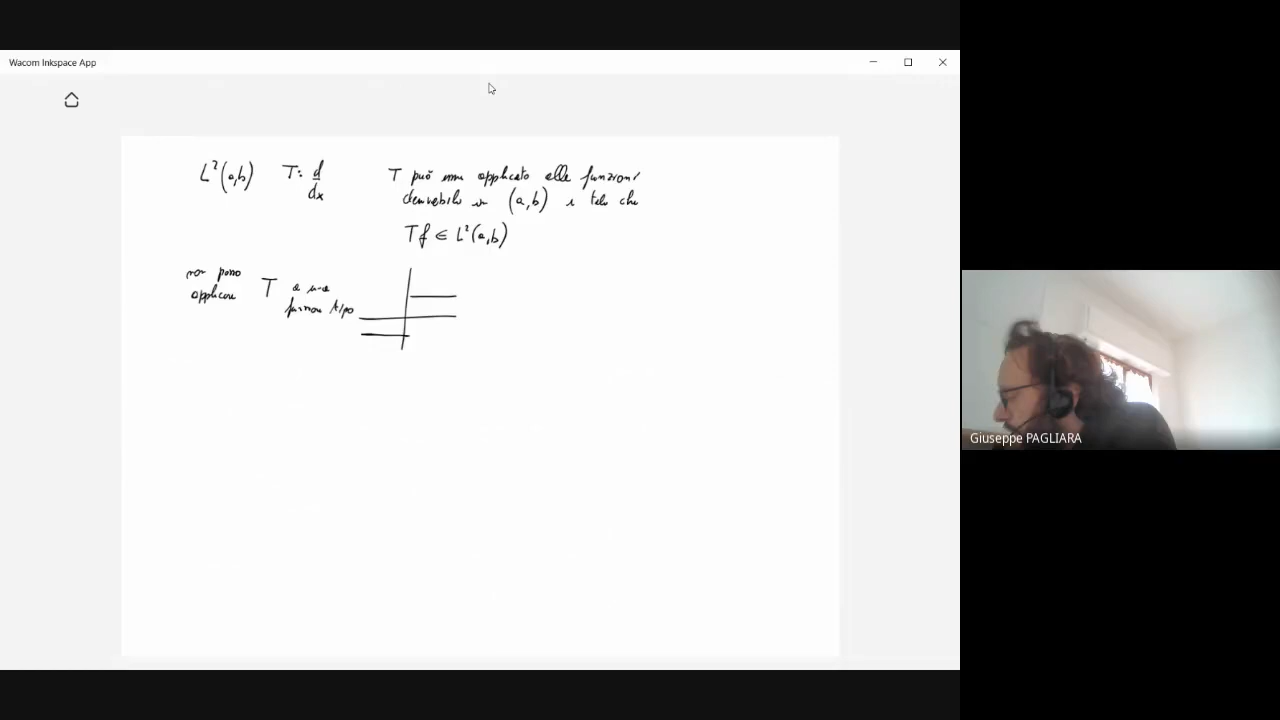 Wacom Inkspace App
L²(a,b) T: d/dx
T può essere applicato alle funzioni
derivabili in (a,b) e tali che
Tf ∈ L²(a,b)
non posso
applicare T a una
funzione tipo
Giuseppe PAGLIARA